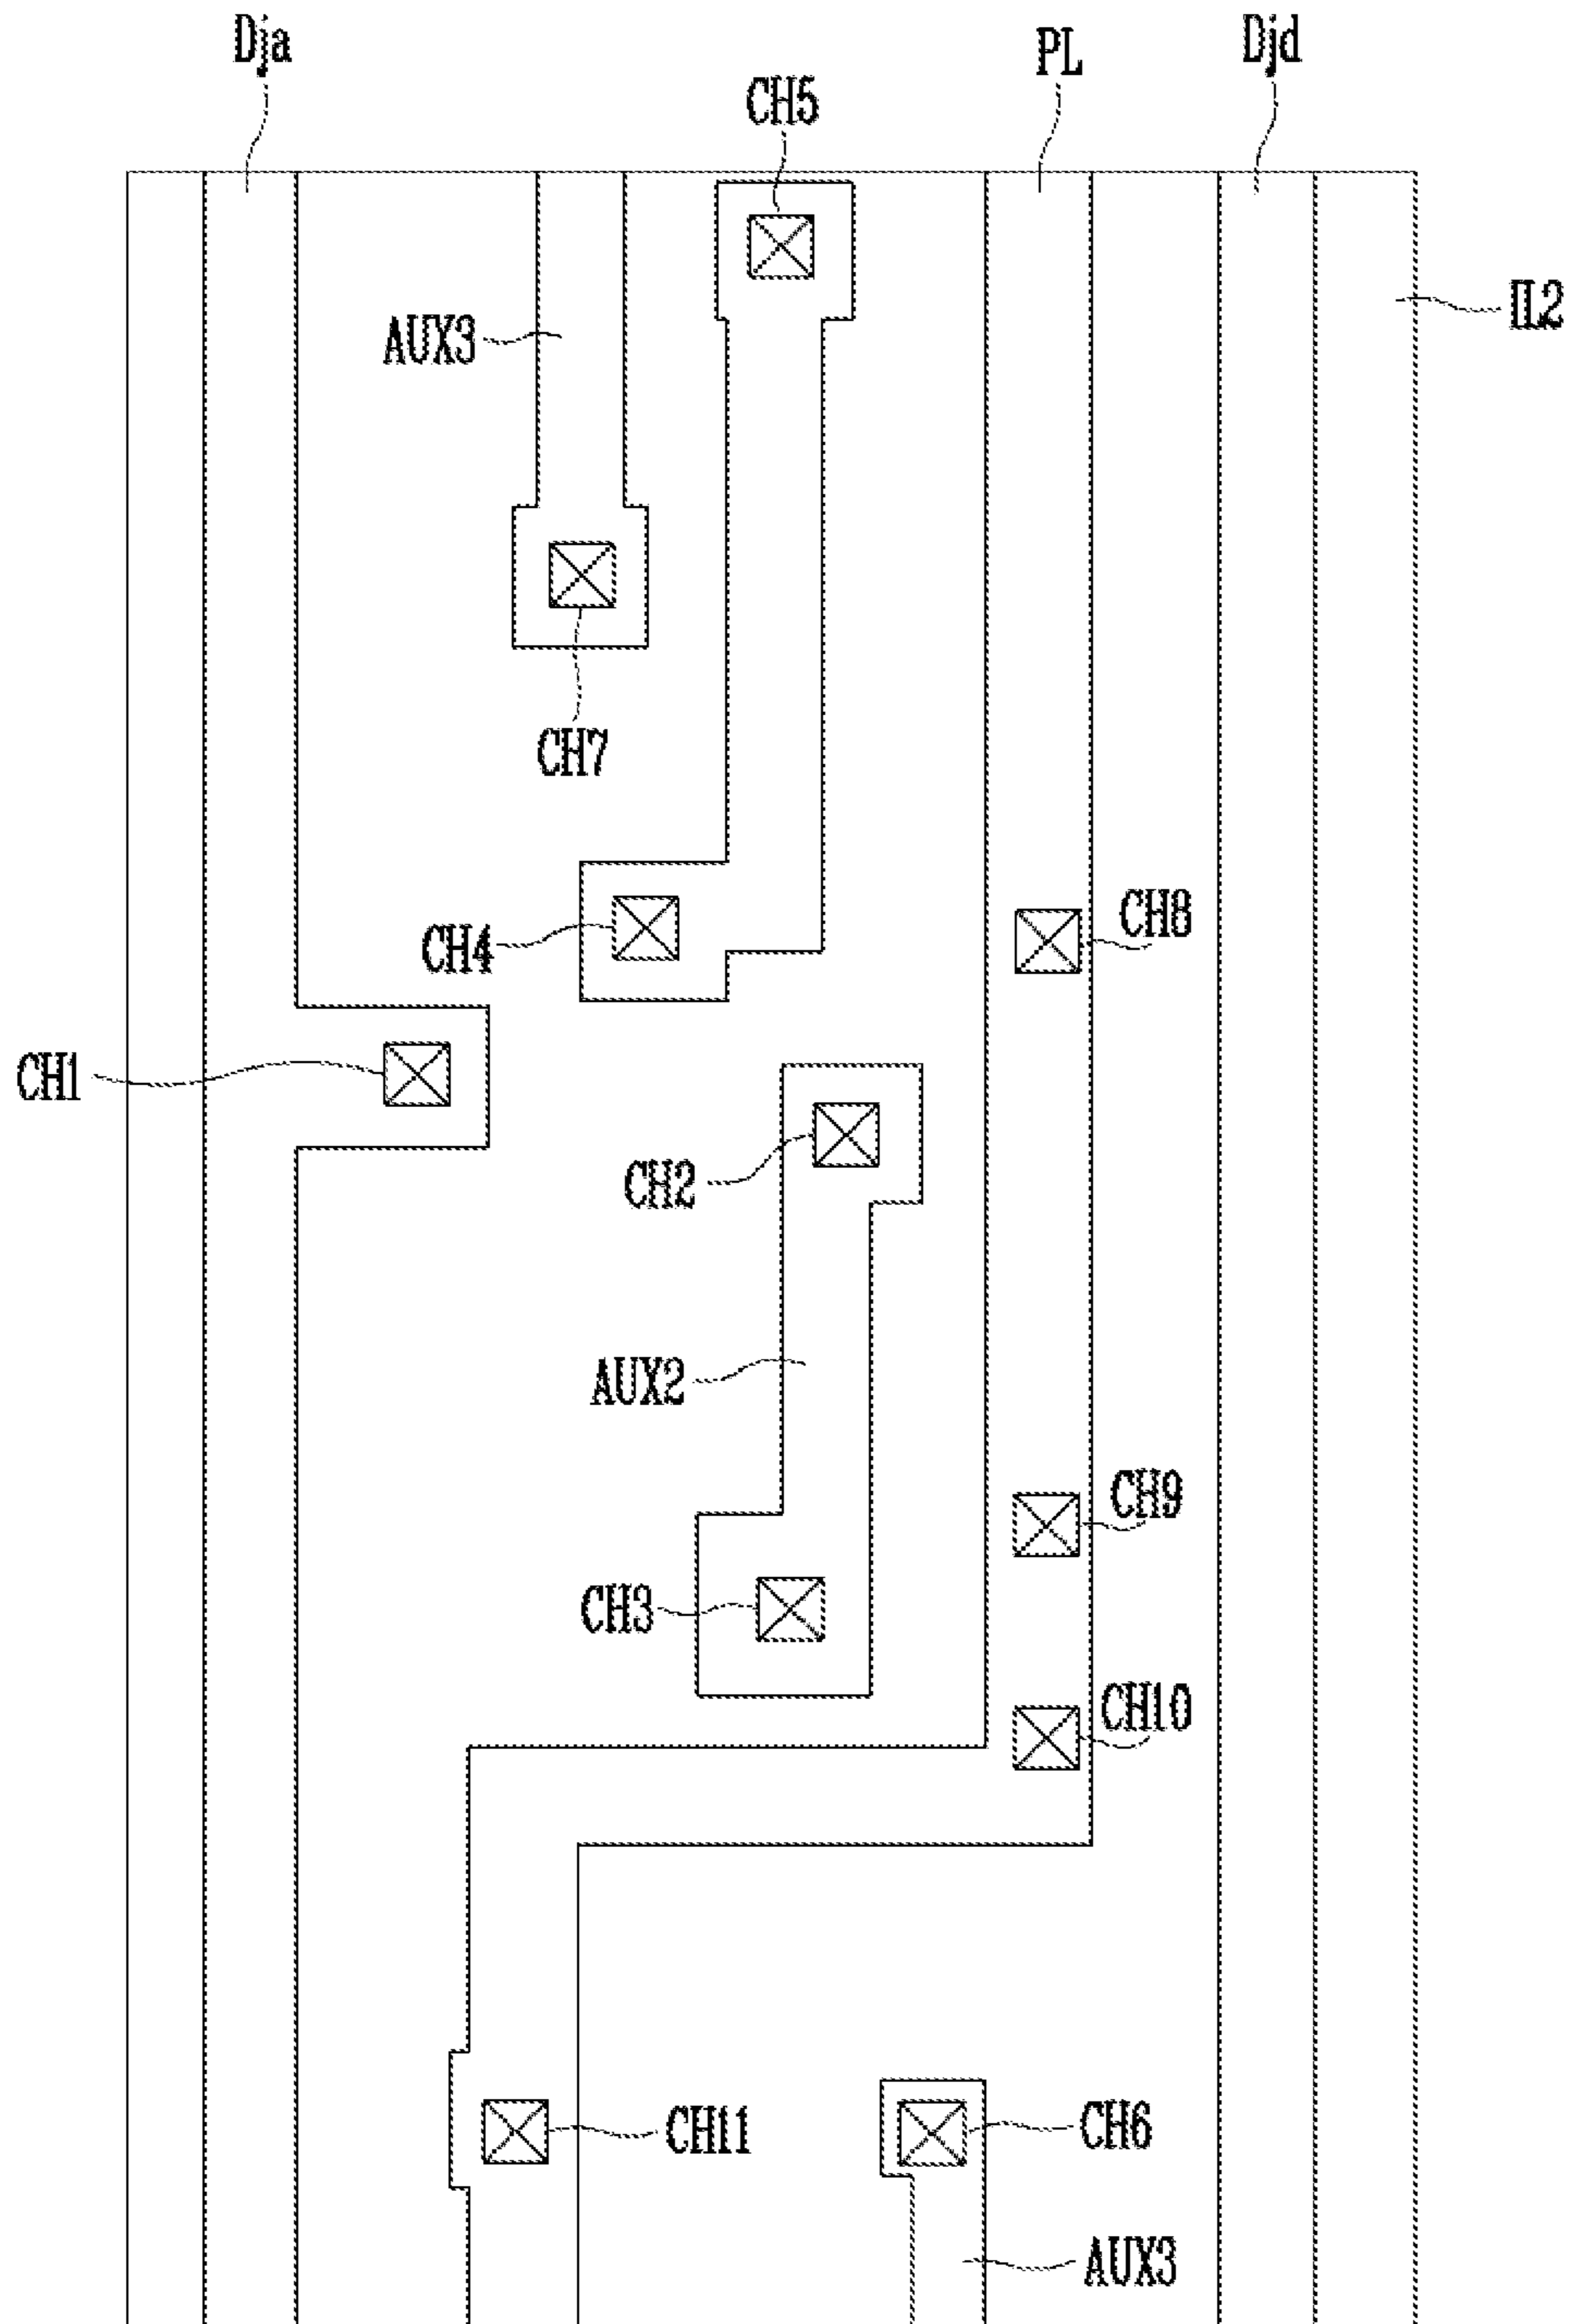 Dja
PL
Djd
CH5
IL2
AUX3
CH7
CH8
CH4
CH1
CH2
AUX2
CH9
CH3
CH10
CH11
CH6
AUX3